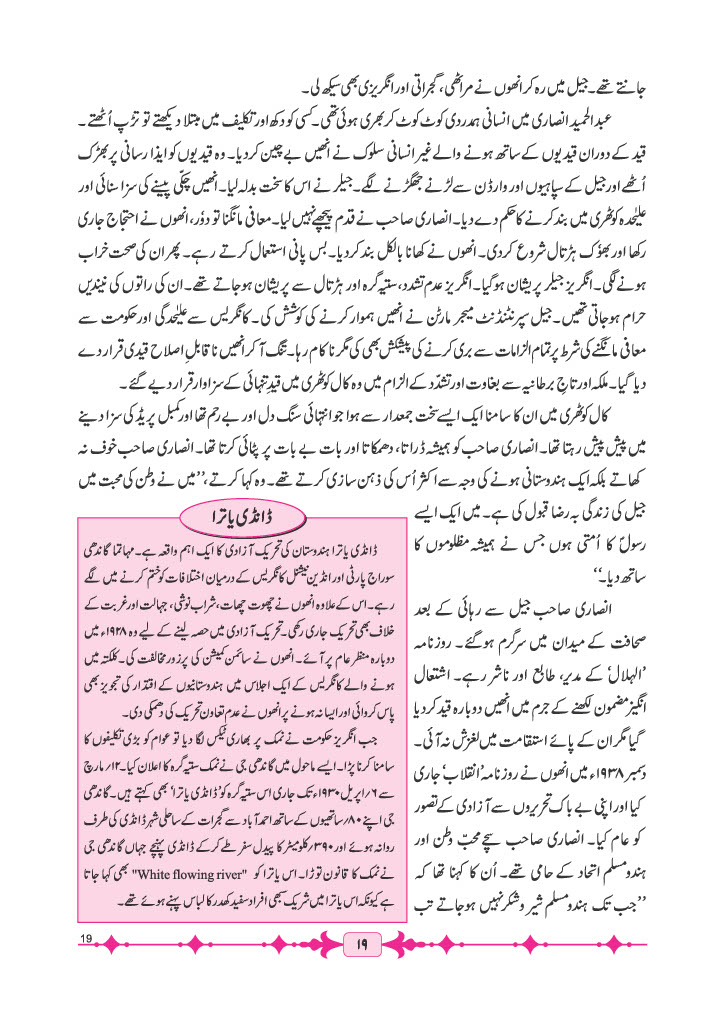 جانتے تھے۔ جیل میں رہ کر انھوں نے مراٹھی، گجراتی اور انگریزی بھی سیکھ لی۔
عبدالحمید انصاری میں انسانی ہمدردی کوٹ کوٹ کر بھری ہوئی تھی۔ کسی کو دکھ اور تکلیف میں مبتلا دیکھتے تو تڑپ اُٹھتے۔
قید کے دوران قیدیوں کے ساتھ ہونے والے غیر انسانی سلوک نے انھیں بے چین کردیا۔ وہ قیدیوں کو ایذا رسانی پر بھڑک
اُٹھے اور جیل کے سپاہیوں اور وارڈن سے لڑنے جھگڑنے لگے۔ جیلر نے اس کا سخت بدلہ لیا۔ انھیں چکّی پیسنے کی سزا سنائی اور
علیٰحدہ کوٹھری میں بند کرنے کا حکم دے دیا۔ انصاری صاحب نے قدم پیچھے نہیں لیا۔ معافی مانگنا تو دوٗر، انھوں نے احتجاج جاری
رکھا اور بھوٗک ہڑتال شروع کردی۔ انھوں نے کھانا بالکل بند کردیا۔ بس پانی استعمال کرتے رہے۔ پھر ان کی صحت خراب
ہونے لگی۔ انگریز جیلر پریشان ہوگیا۔ انگریز عدم تشدد، ستیہ گرہ اور ہڑتال سے پریشان ہوجاتے تھے۔ ان کی راتوں کی نیندیں
حرام ہوجاتی تھیں۔ جیل سپرنٹنڈنٹ میجر مارٹن نے انھیں ہموار کرنے کی کوشش کی۔ کانگریس سے علیٰحدگی اور حکومت سے
معافی مانگنے کی شرط پر تمام الزامات سے بری کرنے کی پیشکش بھی کی مگر ناکام رہا۔ تنگ آکر انھیں ناقابلِ اصلاح قیدی قرار دے
دیا گیا۔ ملکہ اور تاجِ برطانیہ سے بغاوت اور تشدّد کے الزام میں وہ کال کوٹھری میں قیدِ تنہائی کے سزاوار قرار دیے گئے۔
کال کوٹھری میں ان کا سامنا ایک ایسے سخت جمعدار سے ہوا جو انتہائی سنگ دل اور بے رحم تھا اور کمبل پریڈ کی سزا دینے
میں پیش پیش رہتا تھا۔ انصاری صاحب کو ہمیشہ ڈراتا، دھمکاتا اور بات بے بات پر پٹائی کرتا تھا۔ انصاری صاحب خوف نہ
کھاتے بلکہ ایک ہندوستانی ہونے کی وجہ سے اکثر اُس کی ذہن سازی کرتے تھے۔ وہ کہا کرتے، ”میں نے وطن کی محبت میں
جیل کی زندگی بہ رضا قبول کی ہے۔ میں ایک ایسے
رسولؐ کا اُمتی ہوں جس نے ہمیشہ مظلوموں کا
ساتھ دیا۔“
انصاری صاحب جیل سے رہائی کے بعد
صحافت کے میدان میں سرگرم ہوگئے۔ روزنامہ
’الہلال‘ کے مدیر، طابع اور ناشر رہے۔ اشتعال
انگیز مضمون لکھنے کے جرم میں انھیں دوبارہ قید کردیا
گیا مگر ان کے پائے استقامت میں لغزش نہ آئی۔
دسمبر ۱۹۳۸ء میں انھوں نے روزنامہ ’انقلاب‘ جاری
کیا اور اپنی بے باک تحریروں سے آزادی کے تصور
کو عام کیا۔ انصاری صاحب سچے محبّ وطن اور
ہندو مسلم اتحاد کے حامی تھے۔ اُن کا کہنا تھا کہ
”جب تک ہندو مسلم شیر و شکر نہیں ہوجاتے تب
ڈانڈی یاترا
ڈانڈی یاترا ہندوستان کی تحریک آزادی کا ایک اہم واقعہ ہے۔ مہاتما گاندھی
سوراج پارٹی اور انڈین نیشنل کانگریس کے درمیان اختلافات کو ختم کرنے میں لگے
رہے۔ اس کے علاوہ انھوں نے چھوت چھات، شراب نوشی، جہالت اور غربت کے
خلاف بھی تحریک جاری رکھی۔ تحریک آزادی میں حصہ لینے کے لیے وہ ۱۹۲۸ء میں
دوبارہ منظر عام پر آئے۔ انھوں نے سائمن کمیشن کی پرزور مخالفت کی۔ کلکتہ میں
ہونے والے کانگریس کے ایک اجلاس میں ہندوستانیوں کے اقتدار کی تجویز بھی
پاس کروائی اور ایسا نہ ہونے پر انھوں نے عدم تعاون تحریک کی دھمکی دی۔
جب انگریز حکومت نے نمک پر بھاری ٹیکس لگا دیا تو عوام کو بڑی تکلیفوں کا
سامنا کرنا پڑا۔ ایسے ماحول میں گاندھی جی نے نمک ستیہ گرہ کا اعلان کیا۔ ۱۲؍مارچ
سے ۶؍اپریل ۱۹۳۰ء تک جاری اس ستیہ گرہ کو ’ڈانڈی یاترا‘ بھی کہتے ہیں۔ گاندھی
جی اپنے ۸۰؍ساتھیوں کے ساتھ احمدآباد سے گجرات کے ساحلی شہر ڈانڈی کی طرف
روانہ ہوئے اور ۳۹۰؍کلومیٹر کا پیدل سفر طے کرکے ڈانڈی پہنچے جہاں گاندھی جی
نے نمک کا قانون توڑا۔ اس یاترا کو "White flowing river" بھی کہا جاتا
ہے کیونکہ اس یاترا میں شریک سبھی افراد سفید کھدر کا لباس پہنے ہوئے تھے۔
۱۹
19